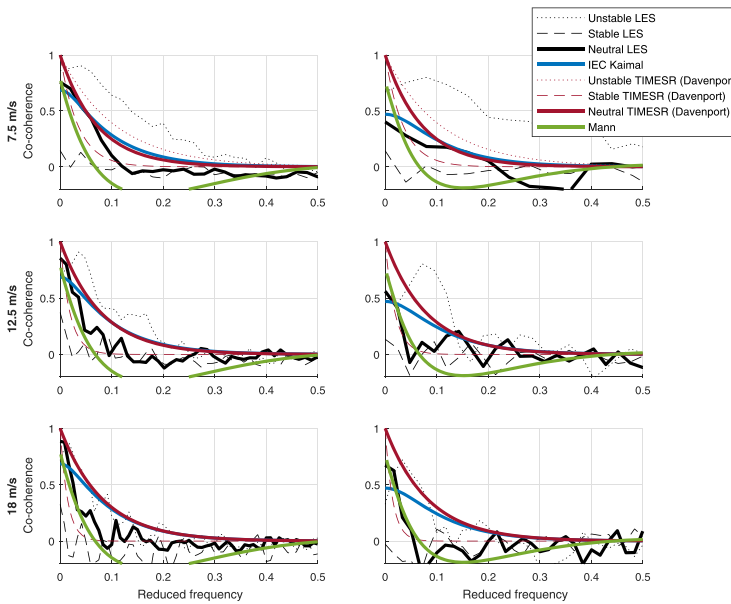 Unstable LES
Stable LES
Neutral LES
IEC Kaimal
Unstable TIMESR (Davenport)
Stable TIMESR (Davenport)
Neutral TIMESR (Davenport)
Mann
7.5 m/s
Co-coherence
1
0.5
0
0 0.1 0.2 0.3 0.4 0.5
1
0.5
0
0 0.1 0.2 0.3 0.4 0.5
12.5 m/s
Co-coherence
1
0.5
0
0 0.1 0.2 0.3 0.4 0.5
1
0.5
0
0 0.1 0.2 0.3 0.4 0.5
18 m/s
Co-coherence
1
0.5
0
0 0.1 0.2 0.3 0.4 0.5
Reduced frequency
1
0.5
0
0 0.1 0.2 0.3 0.4 0.5
Reduced frequency